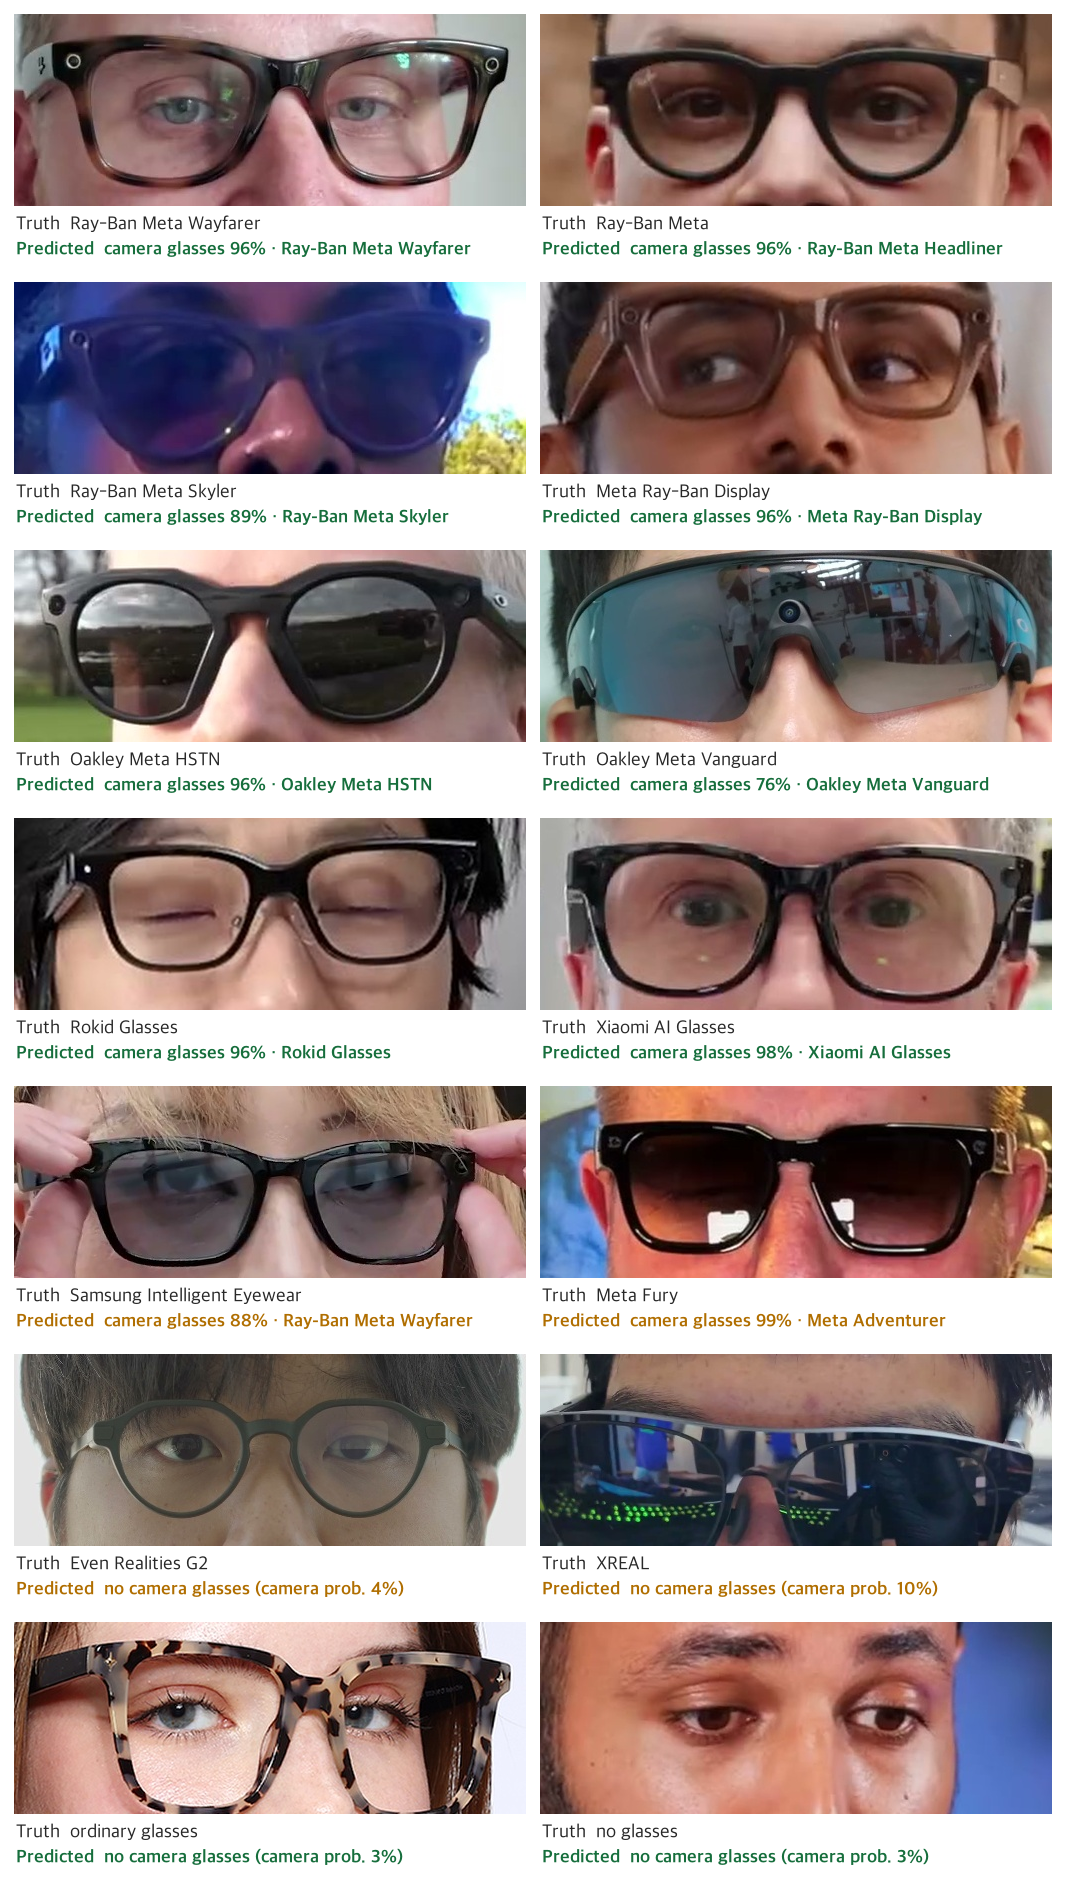 Truth Ray-Ban Meta Wayfarer
Predicted camera glasses 96% · Ray-Ban Meta Wayfarer
Truth Ray-Ban Meta
Predicted camera glasses 96% · Ray-Ban Meta Headliner
Truth Ray-Ban Meta Skyler
Predicted camera glasses 89% · Ray-Ban Meta Skyler
Truth Meta Ray-Ban Display
Predicted camera glasses 96% · Meta Ray-Ban Display
Truth Oakley Meta HSTN
Predicted camera glasses 96% · Oakley Meta HSTN
Truth Oakley Meta Vanguard
Predicted camera glasses 76% · Oakley Meta Vanguard
Truth Rokid Glasses
Predicted camera glasses 96% · Rokid Glasses
Truth Xiaomi AI Glasses
Predicted camera glasses 98% · Xiaomi AI Glasses
Truth Samsung Intelligent Eyewear
Predicted camera glasses 88% · Ray-Ban Meta Wayfarer
Truth Meta Fury
Predicted camera glasses 99% · Meta Adventurer
Truth Even Realities G2
Predicted no camera glasses (camera prob. 4%)
Truth XREAL
Predicted no camera glasses (camera prob. 10%)
Truth ordinary glasses
Predicted no camera glasses (camera prob. 3%)
Truth no glasses
Predicted no camera glasses (camera prob. 3%)